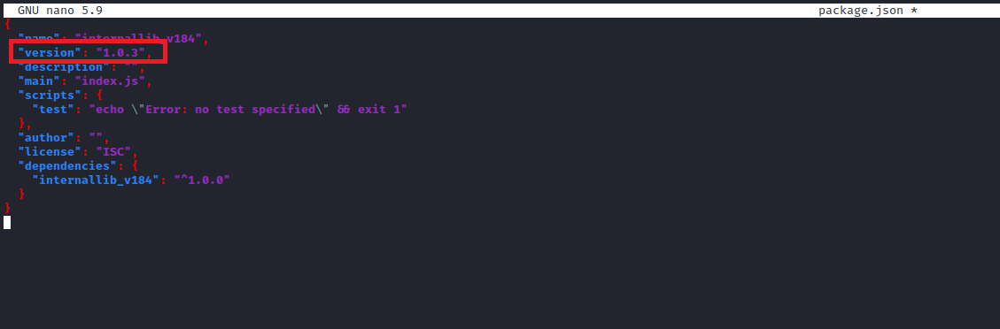 GNU nano 5.9 package.json *
{
"name": "internallib_v184",
"version": "1.0.3",
"description": "",
"main": "index.js",
"scripts": {
"test": "echo \"Error: no test specified\" && exit 1"
},
"author": "",
"license": "ISC",
"dependencies": {
"internallib_v184": "^1.0.0"
}
}